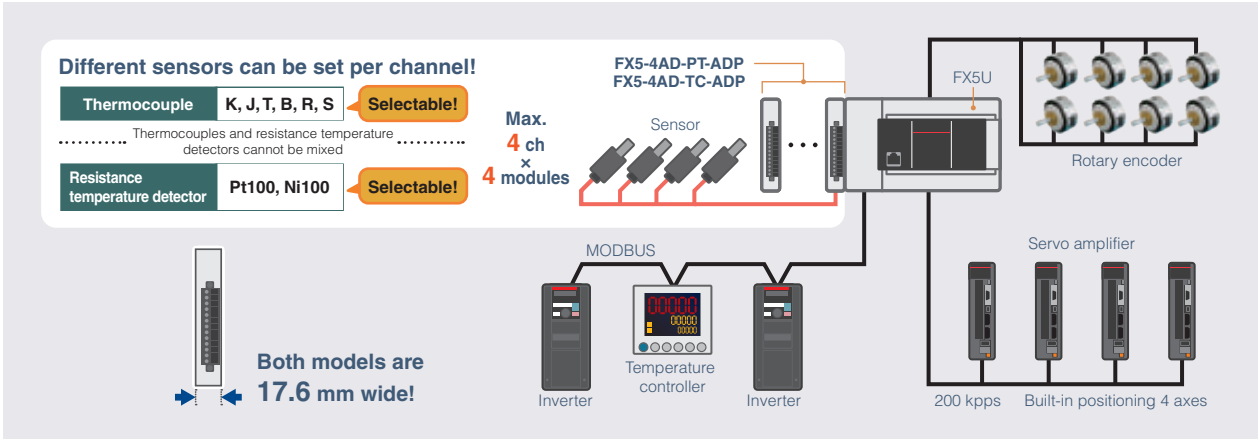 Different sensors can be set per channel!
Thermocouple
K, J, T, B, R, S
Selectable!
Thermocouples and resistance temperature
detectors cannot be mixed
Resistance
temperature detector
Pt100, Ni100
Selectable!
Max.
4 ch
×
4 modules
Sensor
FX5-4AD-PT-ADP
FX5-4AD-TC-ADP
FX5U
Rotary encoder
MODBUS
Inverter
00000
00000
00000
Temperature
controller
Inverter
Servo amplifier
200 kpps
Built-in positioning 4 axes
Both models are
17.6 mm wide!